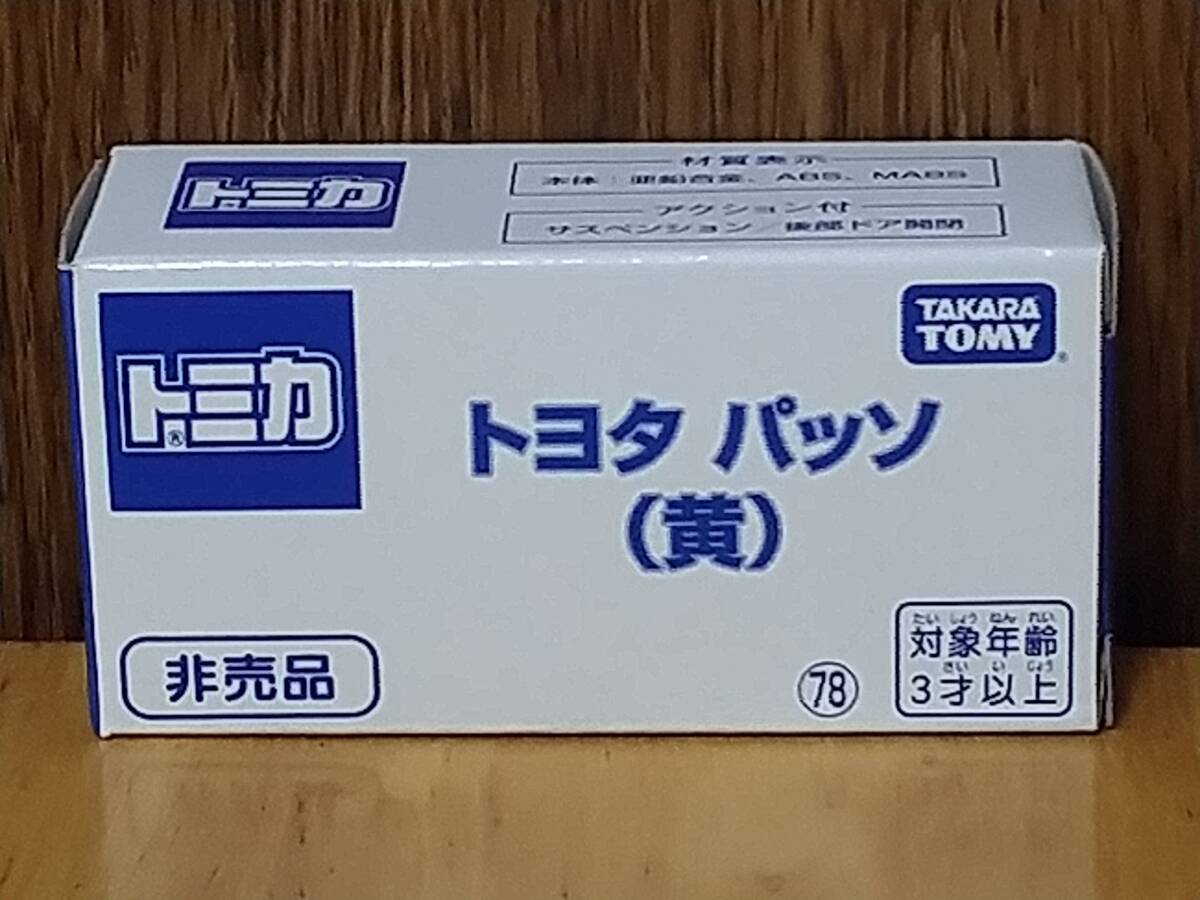 トミカ
材質表示
本体：亜鉛合金、ABS、MABS
アクション付
サスペンション／後部ドア開閉
トミカ®
TAKARA
TOMY®
トヨタ パッソ
（黄）
非売品
78
たいしょうねんれい
対象年齢
さいいじょう
3才以上